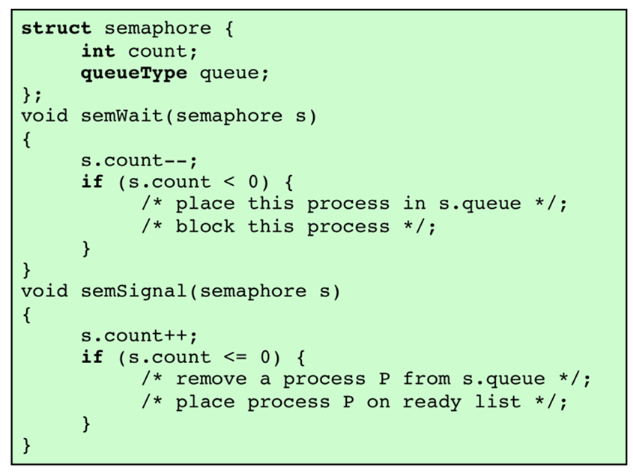 struct semaphore {
int count;
queueType queue;
};
void semWait(semaphore s)
{
s.count--;
if (s.count < 0) {
/* place this process in s.queue */;
/* block this process */;
}
}
void semSignal(semaphore s)
{
s.count++;
if (s.count <= 0) {
/* remove a process P from s.queue */;
/* place process P on ready list */;
}
}